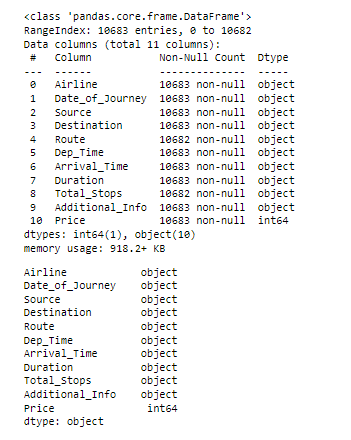 <class 'pandas.core.frame.DataFrame'>
RangeIndex: 10683 entries, 0 to 10682
Data columns (total 11 columns):
 #   Column           Non-Null Count  Dtype
---  ------           --------------  -----
 0   Airline          10683 non-null  object
 1   Date_of_Journey  10683 non-null  object
 2   Source           10683 non-null  object
 3   Destination      10683 non-null  object
 4   Route            10682 non-null  object
 5   Dep_Time         10683 non-null  object
 6   Arrival_Time     10683 non-null  object
 7   Duration         10683 non-null  object
 8   Total_Stops      10682 non-null  object
 9   Additional_Info  10683 non-null  object
 10  Price            10683 non-null  int64
dtypes: int64(1), object(10)
memory usage: 918.2+ KB
Airline            object
Date_of_Journey    object
Source             object
Destination        object
Route              object
Dep_Time           object
Arrival_Time       object
Duration           object
Total_Stops        object
Additional_Info    object
Price               int64
dtype: object